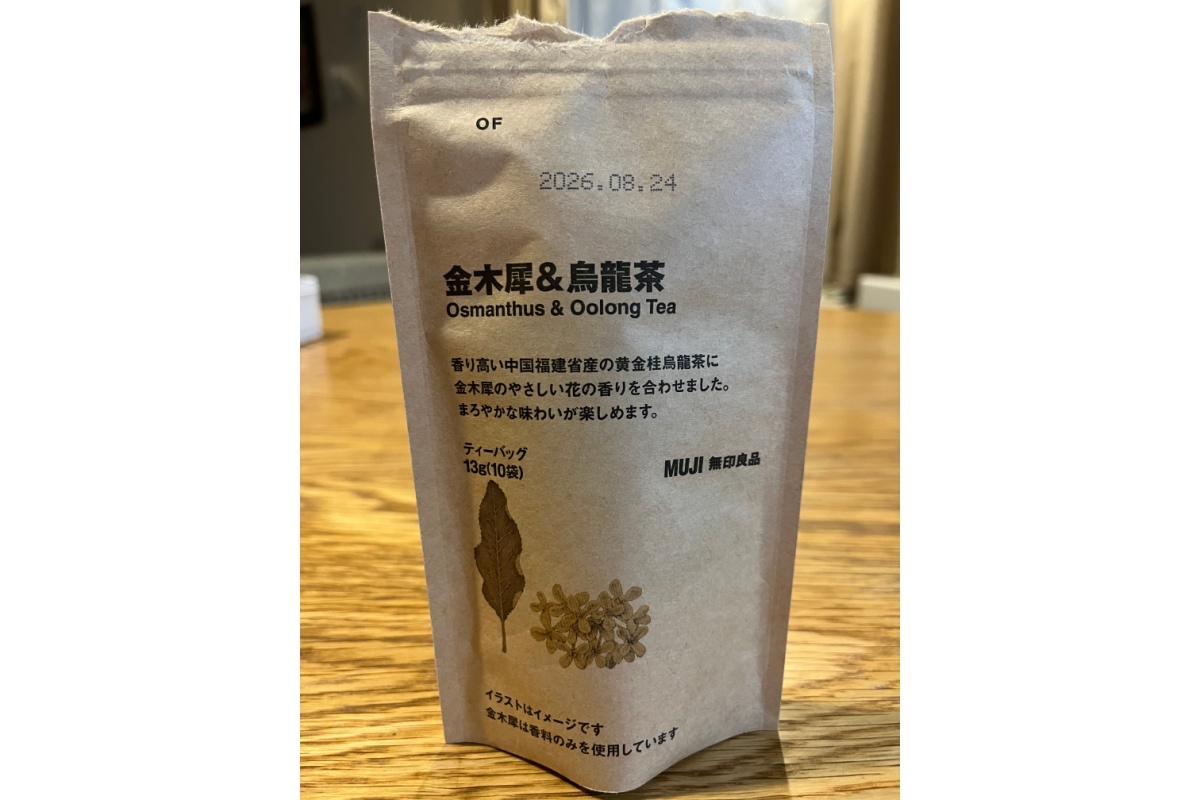 OF
2026.08.24
金木犀&烏龍茶
Osmanthus & Oolong Tea
香り高い中国福建省産の黄金桂烏龍茶に
金木犀のやさしい花の香りを合わせました。
まろやかな味わいが楽しめます。
ティーバッグ
13g(10袋)
MUJI 無印良品
イラストはイメージです
金木犀は香料のみを使用しています